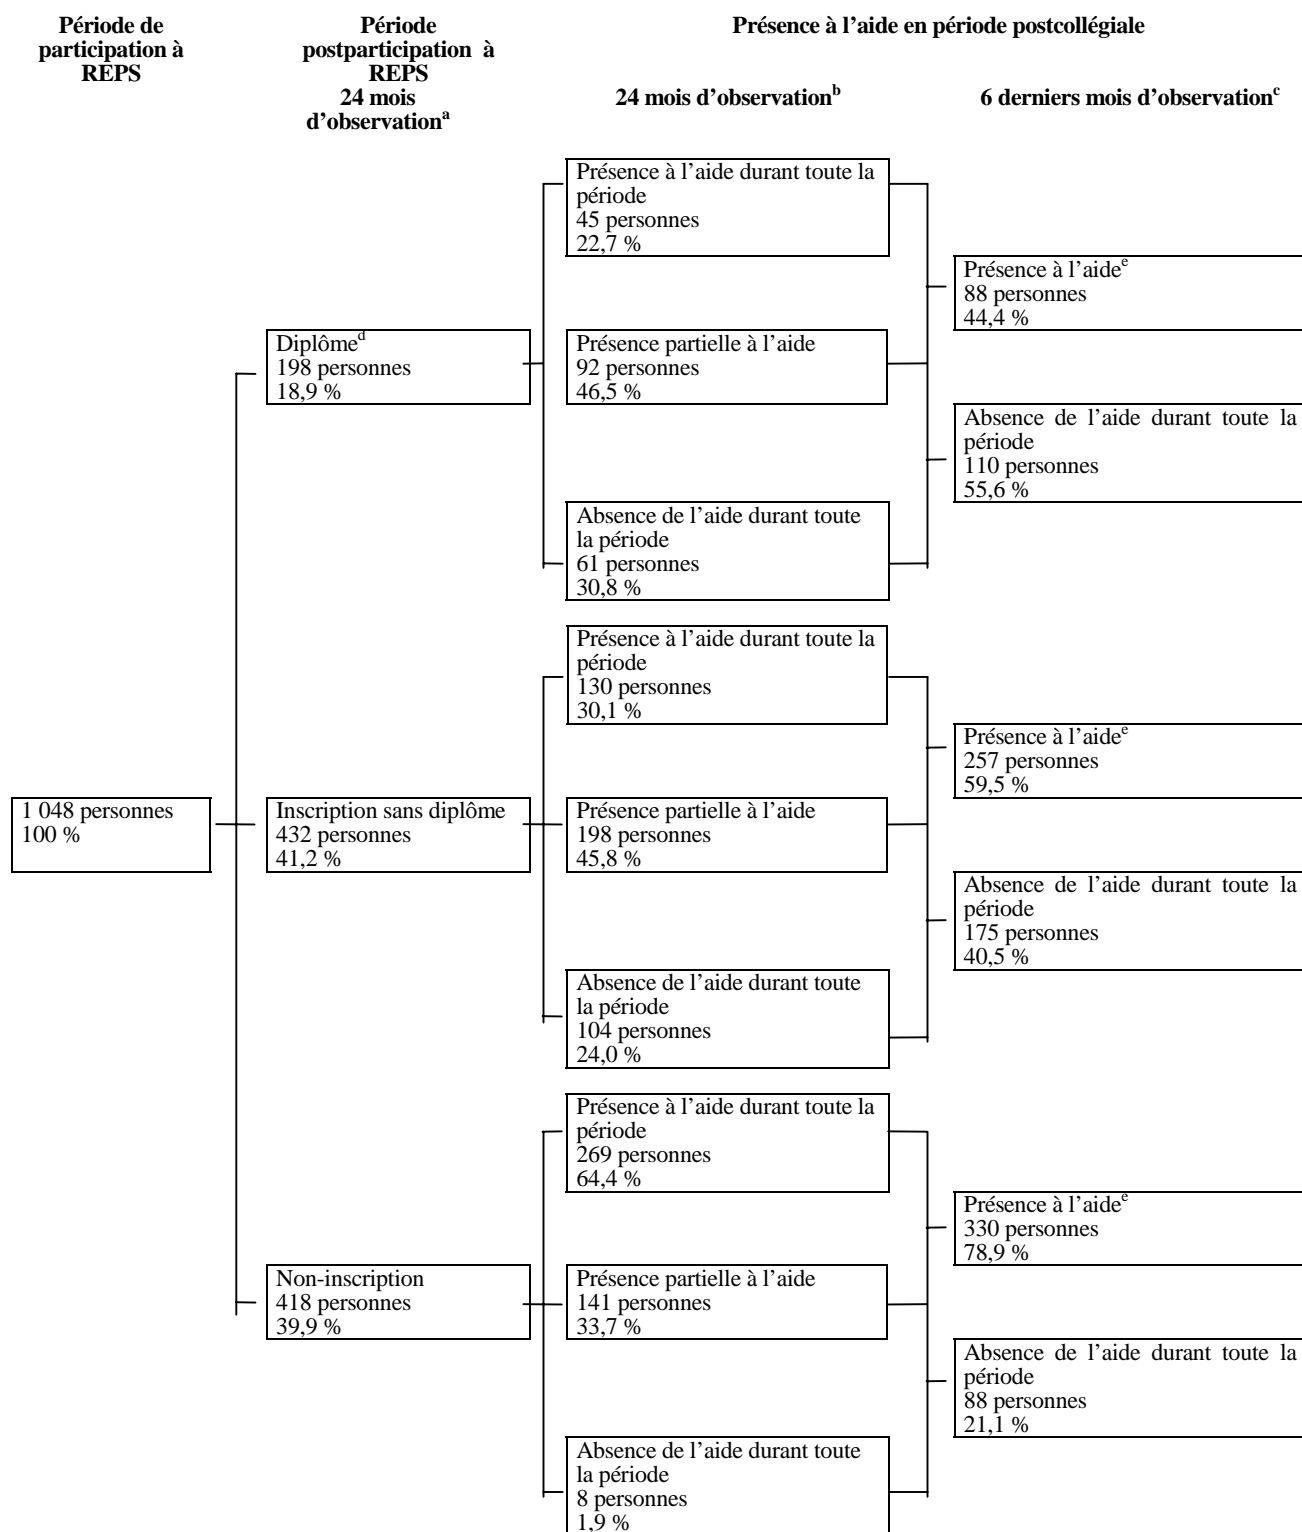 Période de
participation à
REPS
Période
postparticipation à
REPS
24 mois
d'observation^a
Présence à l'aide en période postcollégiale
24 mois d'observation^b
6 derniers mois d'observation^c
Présence à l'aide durant toute la
période
45 personnes
22,7 %
Présence à l'aide^e
88 personnes
44,4 %
Diplôme^d
198 personnes
18,9 %
Présence partielle à l'aide
92 personnes
46,5 %
Absence de l'aide durant toute la
période
110 personnes
55,6 %
Absence de l'aide durant toute
la période
61 personnes
30,8 %
Présence à l'aide durant toute la
période
130 personnes
30,1 %
Présence à l'aide^e
257 personnes
59,5 %
1 048 personnes
100 %
Inscription sans diplôme
432 personnes
41,2 %
Présence partielle à l'aide
198 personnes
45,8 %
Absence de l'aide durant toute la
période
175 personnes
40,5 %
Absence de l'aide durant toute
la période
104 personnes
24,0 %
Présence à l'aide durant toute la
période
269 personnes
64,4 %
Présence à l'aide^e
330 personnes
78,9 %
Non-inscription
418 personnes
39,9 %
Présence partielle à l'aide
141 personnes
33,7 %
Absence de l'aide durant toute la
période
88 personnes
21,1 %
Absence de l'aide durant toute
la période
8 personnes
1,9 %